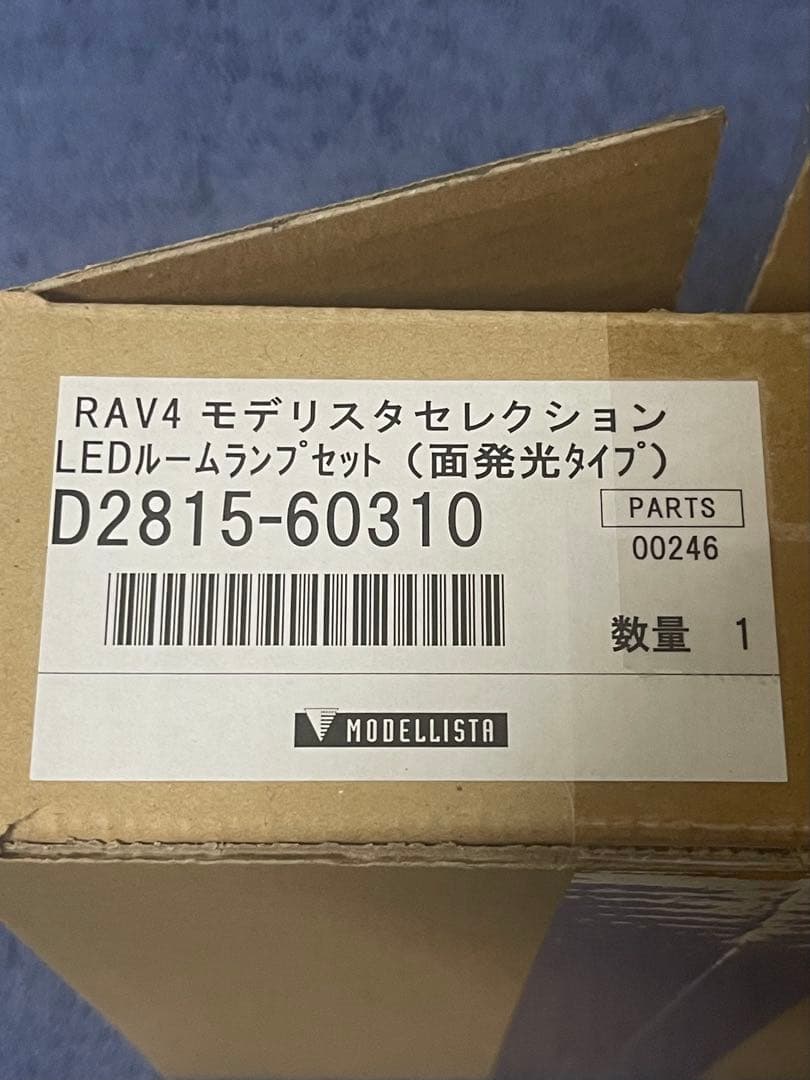 RAV4 モデリスタセレクション
LEDルームランプセット（面発光タイプ）
D2815-60310
PARTS
00246
数量 1
MODELLISTA